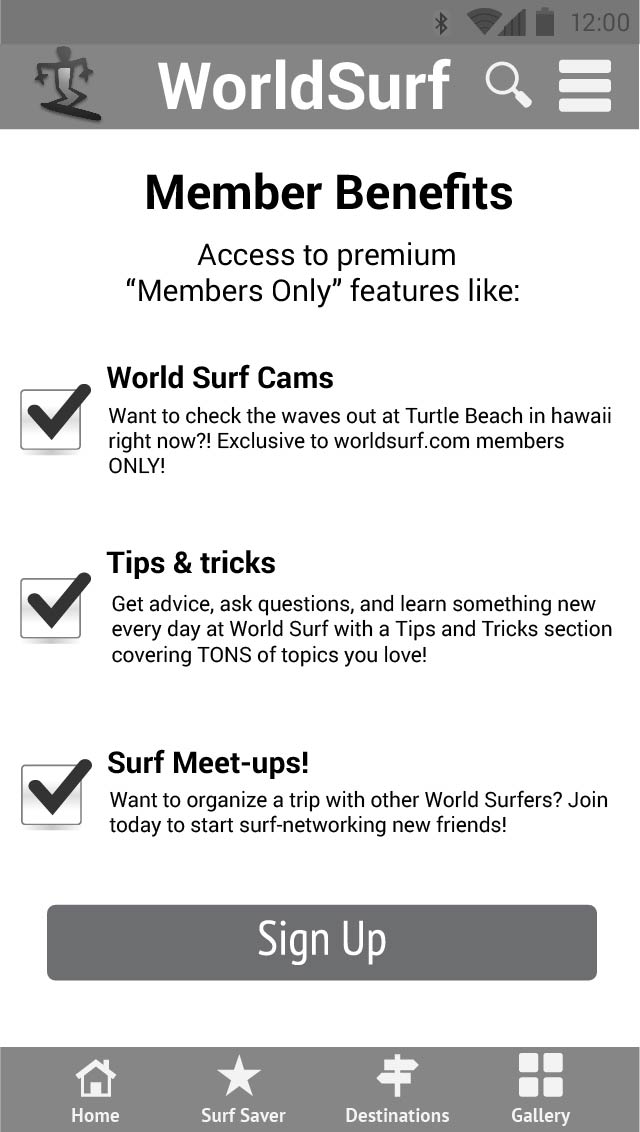 12:00
WorldSurf
Member Benefits
Access to premium
“Members Only” features like:
World Surf Cams
Want to check the waves out at Turtle Beach in hawaii
right now?! Exclusive to worldsurf.com members
ONLY!
Tips & tricks
Get advice, ask questions, and learn something new
every day at World Surf with a Tips and Tricks section
covering TONS of topics you love!
Surf Meet-ups!
Want to organize a trip with other World Surfers? Join
today to start surf-networking new friends!
Sign Up
Home Surf Saver Destinations Gallery